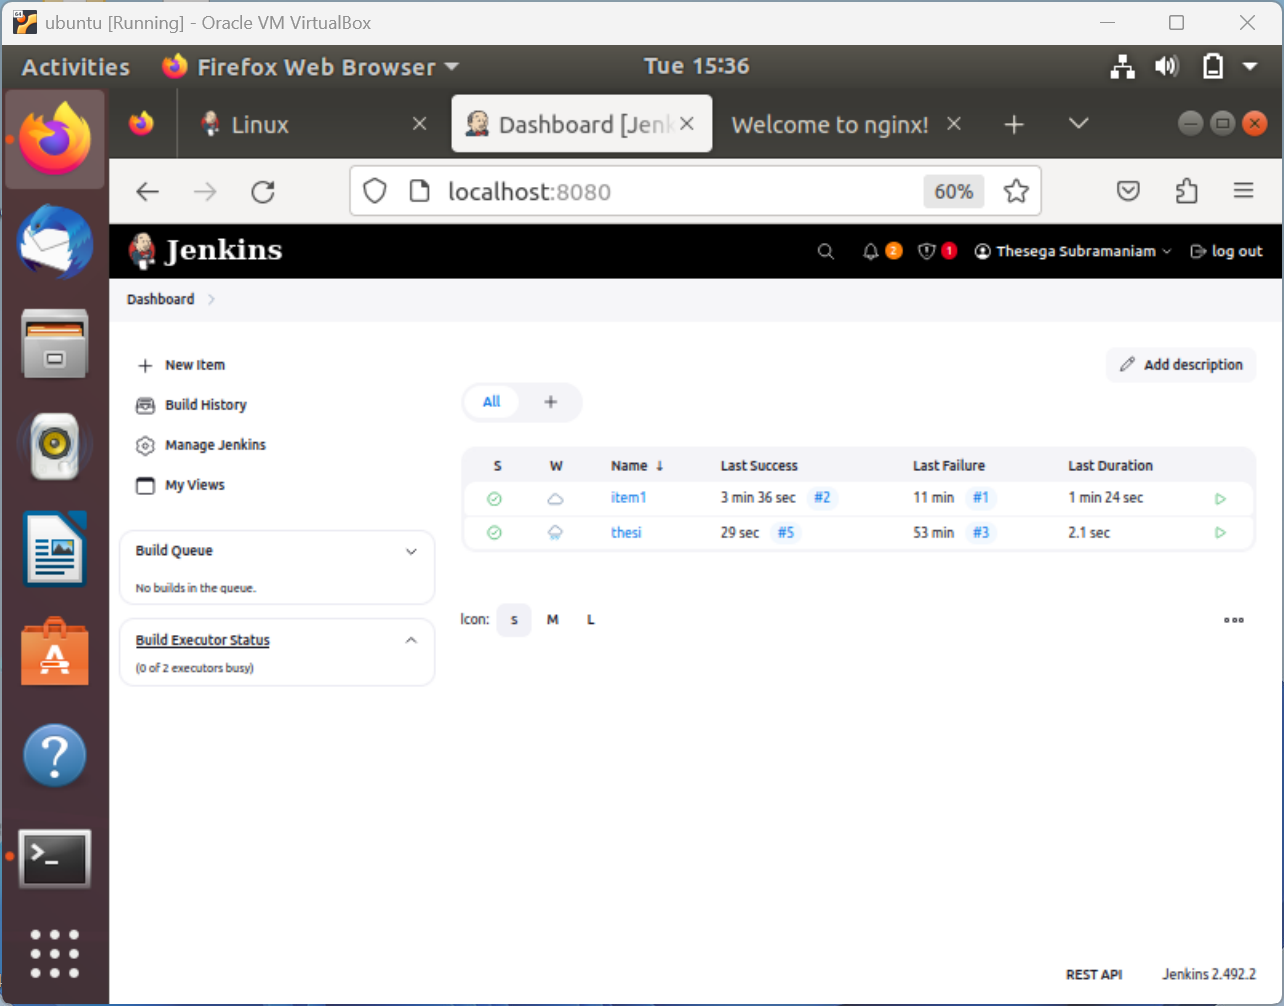 ubuntu [Running] - Oracle VM VirtualBox
Activities Firefox Web Browser Tue 15:36
Linux Dashboard [Jenk Welcome to nginx!
localhost:8080 60%
Jenkins 2 1 Thesega Subramaniam log out
Dashboard
New Item
Add description
Build History
All +
Manage Jenkins
My Views
S W Name ↓ Last Success Last Failure Last Duration
item1 3 min 36 sec #2 11 min #1 1 min 24 sec
thesi 29 sec #5 53 min #3 2.1 sec
Build Queue
No builds in the queue.
Icon: S M L
Build Executor Status
(0 of 2 executors busy)
REST API Jenkins 2.492.2